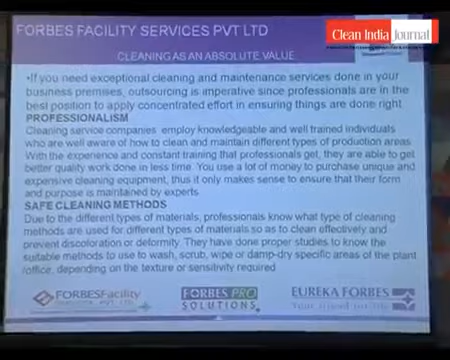 FORBES FACILITY SERVICES PVT LTD
Clean India Journal
CLEANING AS AN ABSOLUTE VALUE
•If you need exceptional cleaning and maintenance services done in your
business premises, outsourcing is imperative since professionals are in the
best position to apply concentrated effort in ensuring things are done right
PROFESSIONALISM
Cleaning service companies employ knowledgeable and well trained individuals
who are well aware of how to clean and maintain different types of production areas.
With the experience and constant training that professionals get, they are able to get
better quality work done in less time. You use a lot of money to purchase unique and
expensive cleaning equipment, thus it only makes sense to ensure that their form
and purpose is maintained by experts.
SAFE CLEANING METHODS
Due to the different types of materials, professionals know what type of cleaning
methods are used for different types of materials so as to clean effectively and
prevent discoloration or deformity. They have done proper studies to know the
suitable methods to use to wash, scrub, wipe or damp-dry specific areas of the plant
/office, depending on the texture or sensitivity required
FORBESFacility
SERVICES PVT. LTD.
FORBES PRO
SOLUTIONS
EUREKA FORBES
Your friend for life